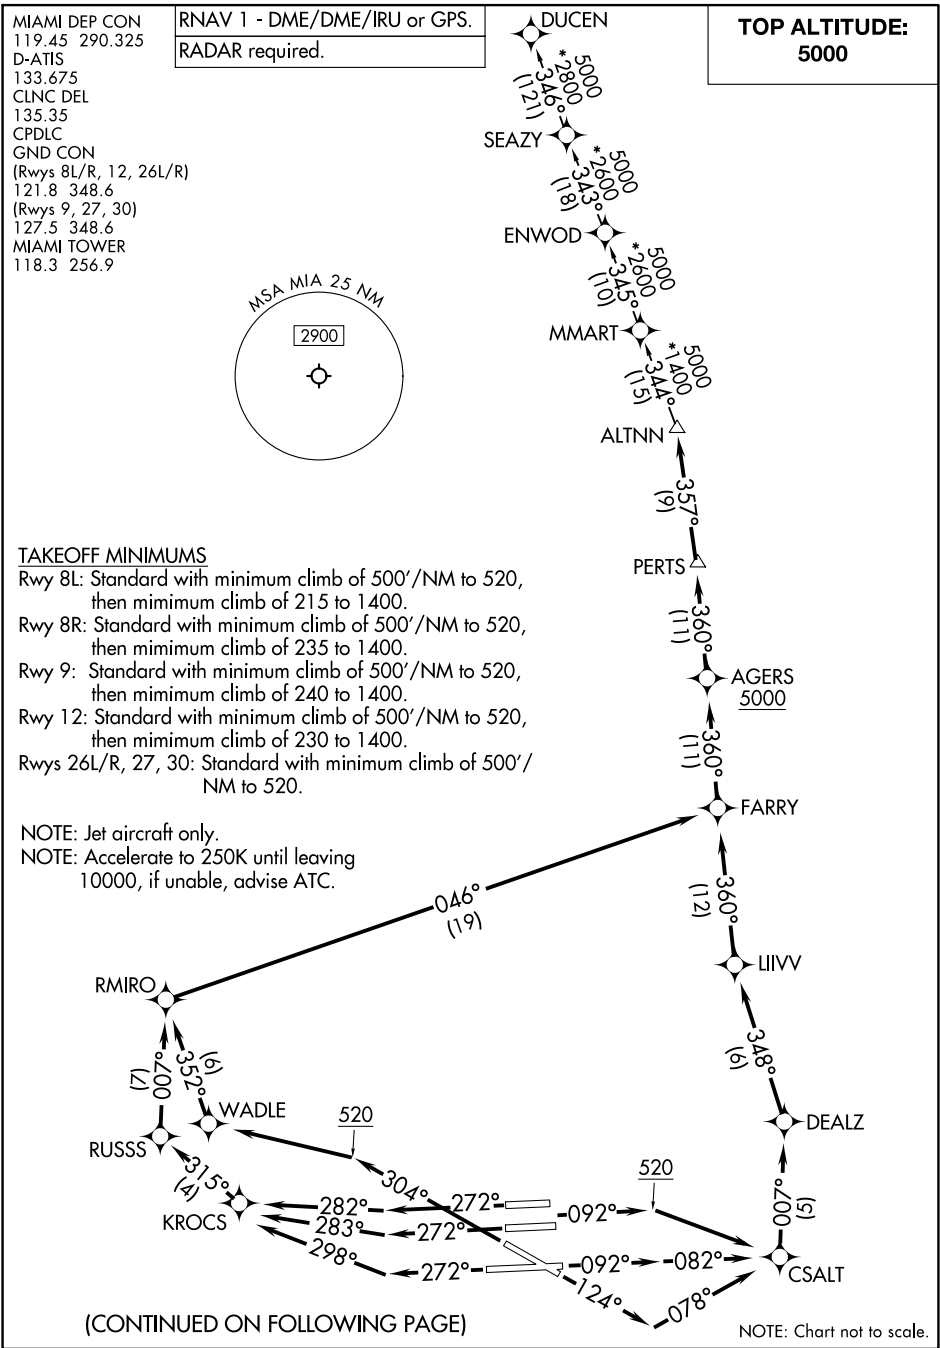 MIAMI DEP CON
119.45 290.325
D-ATIS
133.675
CLNC DEL
135.35
CPDLC
GND CON
(Rwys 8L/R, 12, 26L/R)
121.8 348.6
(Rwys 9, 27, 30)
127.5 348.6
MIAMI TOWER
118.3 256.9
RNAV 1 - DME/DME/IRU or GPS.
RADAR required.
TOP ALTITUDE:
5000
DUCEN
5000
*2800
346°
(121)
SEAZY
5000
*2600
343°
(18)
ENWOD
5000
*2600
345°
(10)
MMART
5000
*1400
344°
(15)
ALTNN
357°
(9)
PERTS
360°
(11)
AGERS
5000
360°
(11)
FARRY
360°
(12)
LIIVV
348°
(6)
DEALZ
007°
(5)
CSALT
MSA MIA 25 NM
2900
TAKEOFF MINIMUMS
Rwy 8L: Standard with minimum climb of 500'/NM to 520,
then mimimum climb of 215 to 1400.
Rwy 8R: Standard with minimum climb of 500'/NM to 520,
then mimimum climb of 235 to 1400.
Rwy 9: Standard with minimum climb of 500'/NM to 520,
then mimimum climb of 240 to 1400.
Rwy 12: Standard with minimum climb of 500'/NM to 520,
then mimimum climb of 230 to 1400.
Rwys 26L/R, 27, 30: Standard with minimum climb of 500'/
NM to 520.
NOTE: Jet aircraft only.
NOTE: Accelerate to 250K until leaving
10000, if unable, advise ATC.
046°
(19)
RMIRO
007°
(7)
352°
(6)
WADLE
RUSSS
315°
(4)
KROCS
520
304°
282°
272°
283°
272°
298°
272°
092°
520
092°
082°
124°
078°
(CONTINUED ON FOLLOWING PAGE)
NOTE: Chart not to scale.